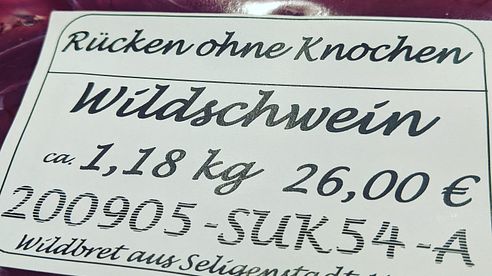 Rücken ohne Knochen
Wildschwein
ca. 1,18 kg 26,00 €
200905-SUK54-A
Wildbret aus Seligenstadt